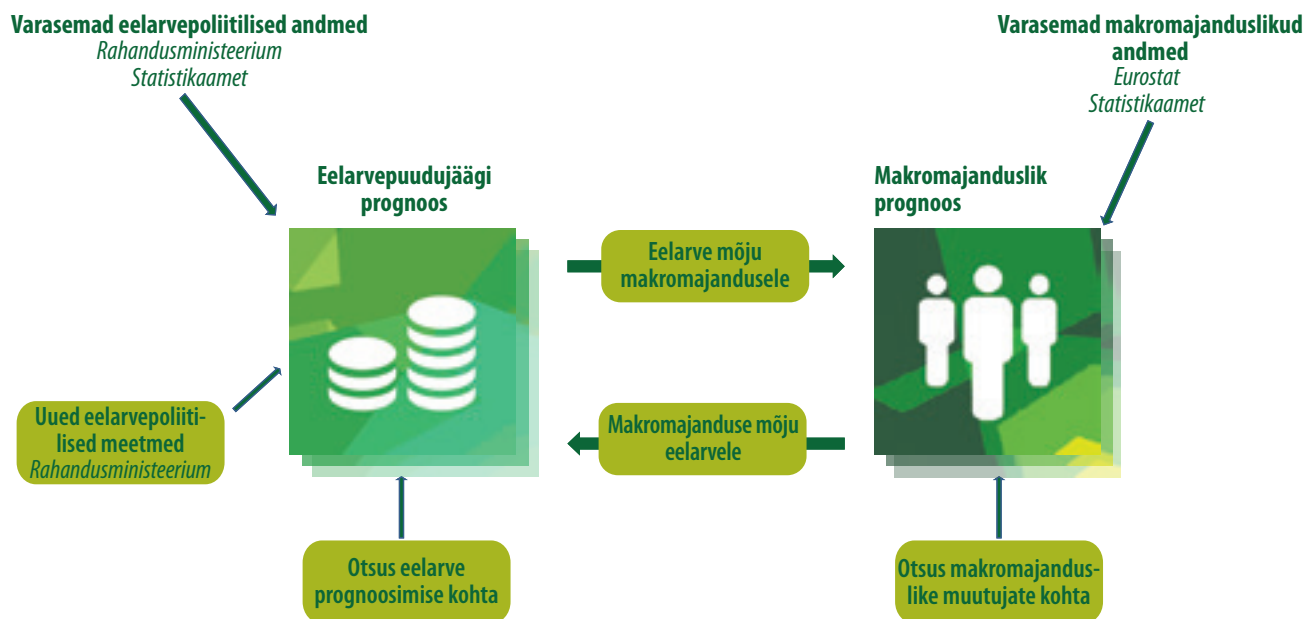 Varasemad eelarvepoliitilised andmed
Rahandusministeerium
Statistikaamet
Varasemad makromajanduslikud
andmed
Eurostat
Statistikaamet
Eelarvepuudujäägi
prognoos
Makromajanduslik
prognoos
Eelarve mõju
makromajandusele
Uued eelarvepoliiti-
lised meetmed
Rahandusministeerium
Makromajanduse mõju
eelarvele
Otsus eelarve
prognoosimise kohta
Otsus makromajandus-
like muutujate kohta